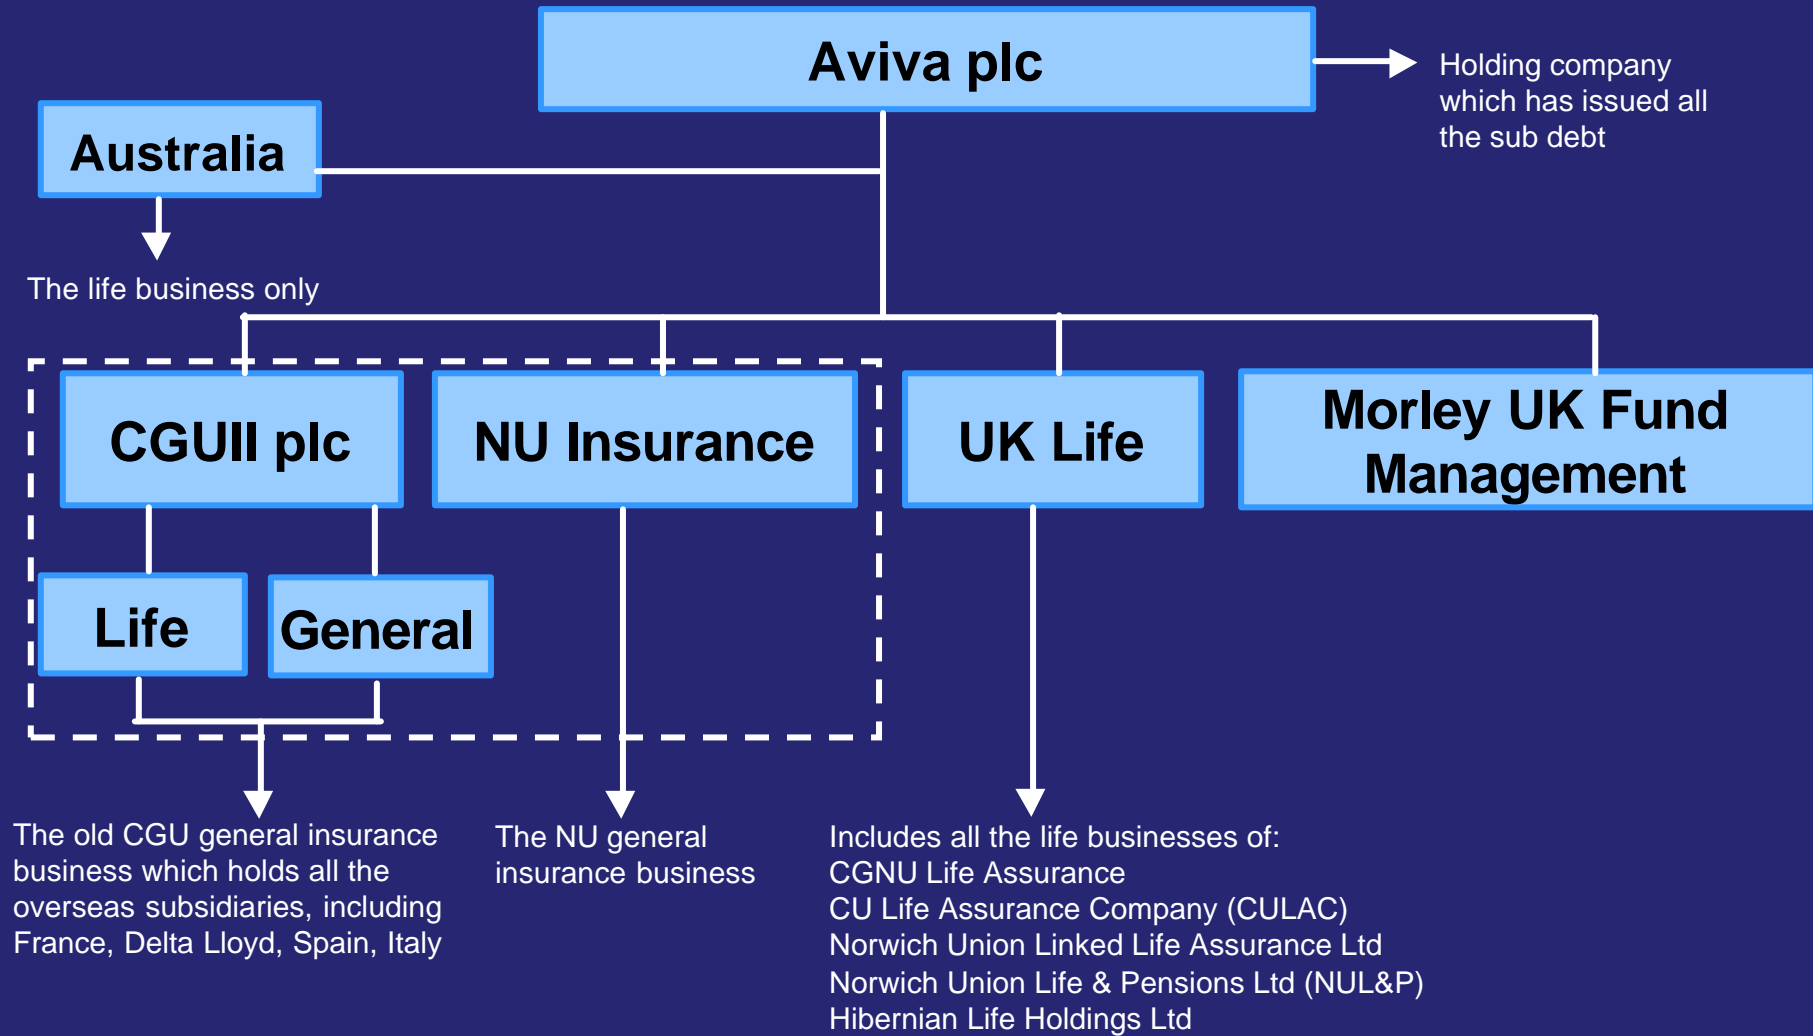 Aviva plc
Holding company
which has issued all
the sub debt
Australia
The life business only
CGUII plc
NU Insurance
UK Life
Morley UK Fund
Management
Life
General
The old CGU general insurance
business which holds all the
overseas subsidiaries, including
France, Delta Lloyd, Spain, Italy
The NU general
insurance business
Includes all the life businesses of:
CGNU Life Assurance
CU Life Assurance Company (CULAC)
Norwich Union Linked Life Assurance Ltd
Norwich Union Life & Pensions Ltd (NUL&P)
Hibernian Life Holdings Ltd